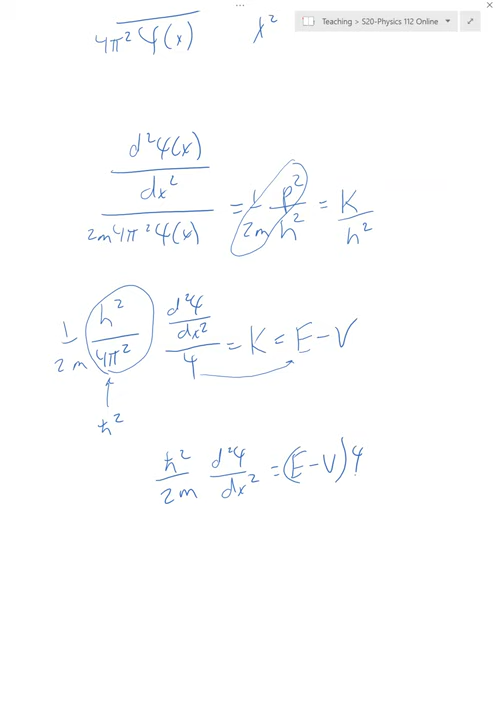 Teaching > S20-Physics 112 Online
4π² Ψ(x) x²
d²Ψ(x)
dx²
2m4π²Ψ(x) = 1/2m p²/h² = K/h²
1/2m h²/4π² d²Ψ/dx²/Ψ = K = E - V
ħ²
ħ²/2m d²Ψ/dx² = (E - V)Ψ